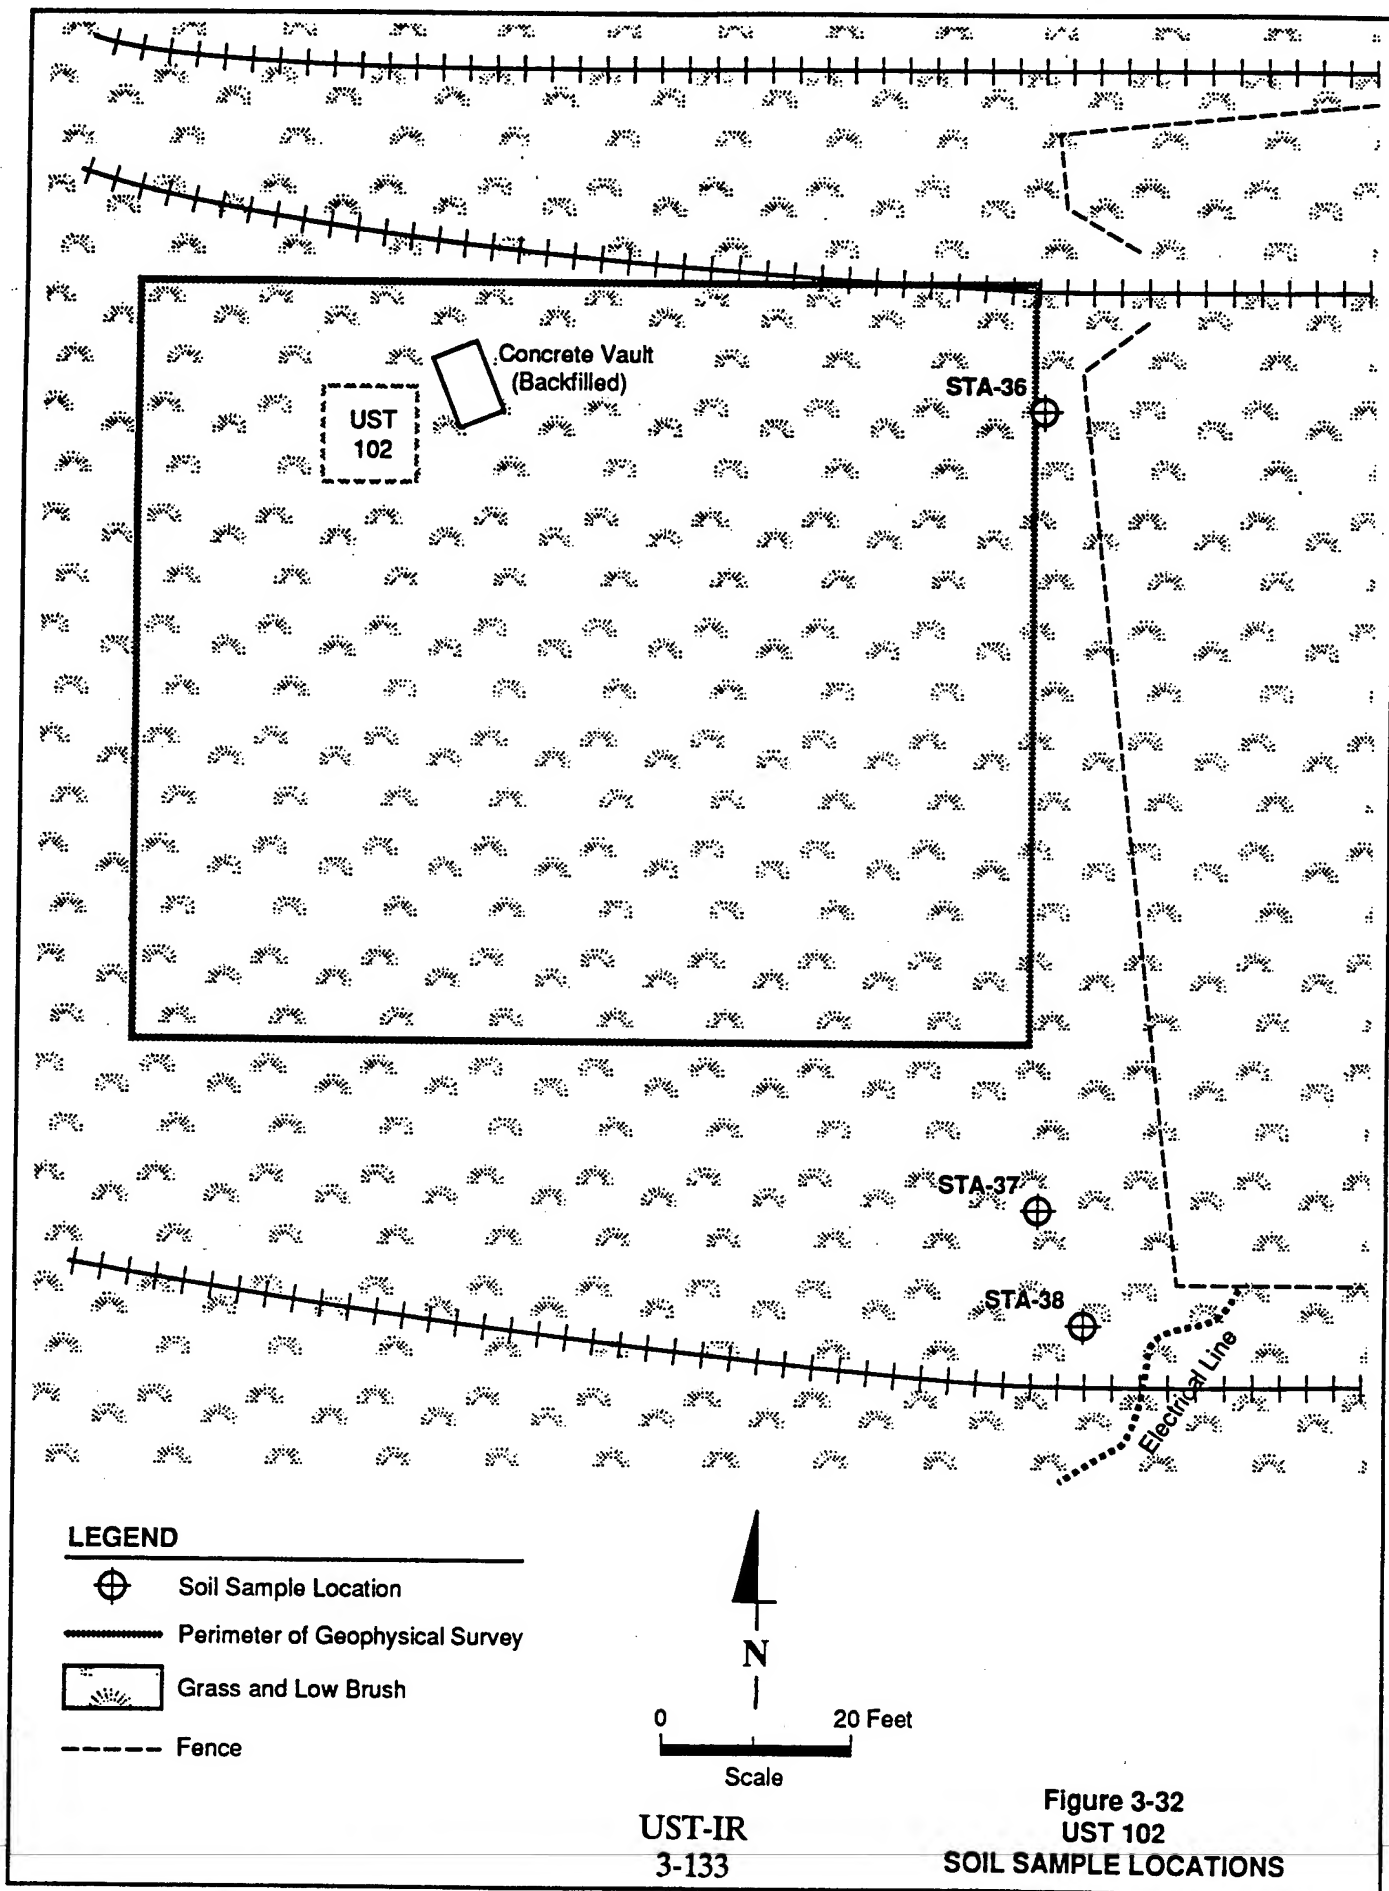 Concrete Vault
(Backfilled)
UST
102
STA-36
STA-37
STA-38
Electrical Line
LEGEND
Soil Sample Location
Perimeter of Geophysical Survey
Grass and Low Brush
Fence
N
0 20 Feet
Scale
UST-IR
3-133
Figure 3-32
UST 102
SOIL SAMPLE LOCATIONS